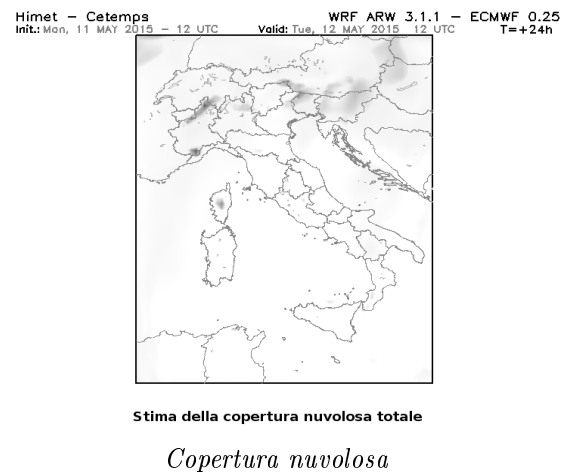 Himet – Cetemps WRF ARW 3.1.1 – ECMWF 0.25
Init.: Mon, 11 MAY 2015 – 12 UTC Valid: Tue, 12 MAY 2015 12 UTC T=+24h
Stima della copertura nuvolosa totale
Copertura nuvolosa